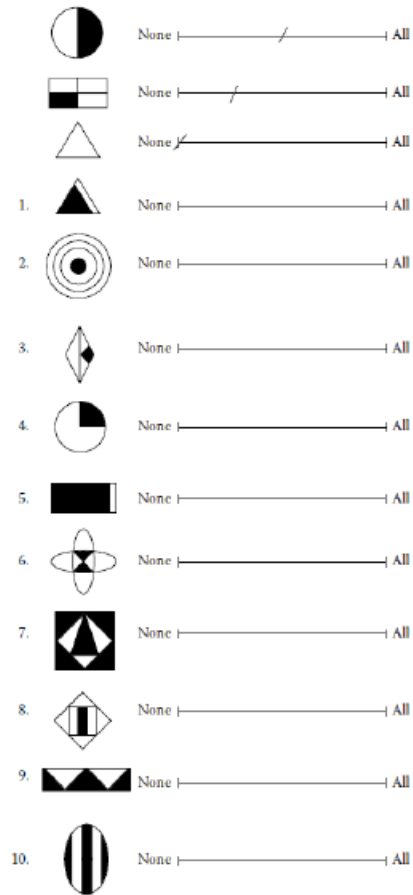 None All
None All
None All
1. None All
2. None All
3. None All
4. None All
5. None All
6. None All
7. None All
8. None All
9. None All
10. None All